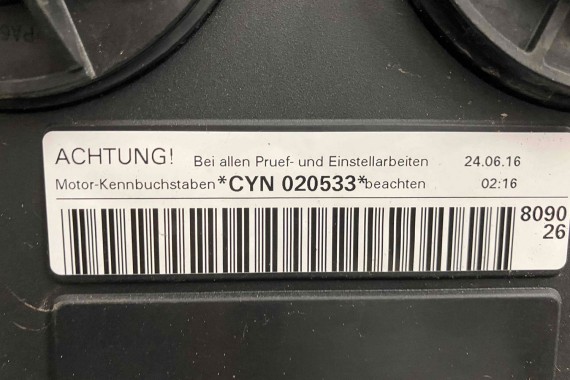 ACHTUNG! Bei allen Pruef- und Einstellarbeiten 24.06.16
Motor-Kennbuchstaben *CYN 020533* beachten 02:16
8090
26